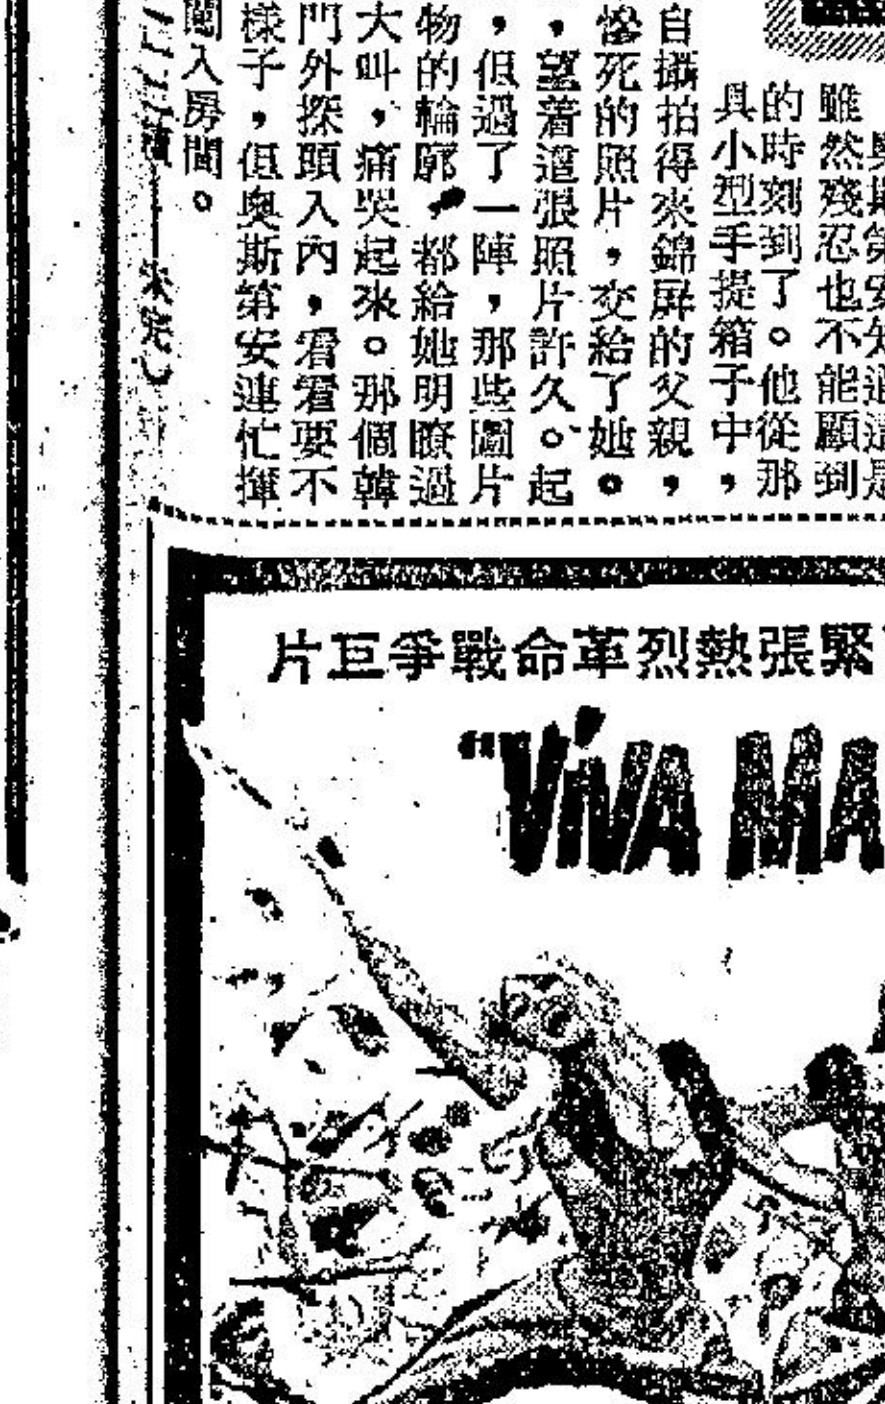 奧斯第安知道這是
雖然殘忍也不能顧到
的時刻到了。他從那
具小型手提箱子中，
自攝拍得來錦屏的父親，
慘死的照片，交給了她。
，望着這張照片許久。起
，但過了一陣，那些圖片
物的輪廓，都給她明瞭過
大叫，痛哭起來。那個韓
門外探頭入內，看看要不
樣子，但奧斯第安連忙揮
闖入房間。
未完）
緊張熱烈革命戰爭巨片
"VIVA MA